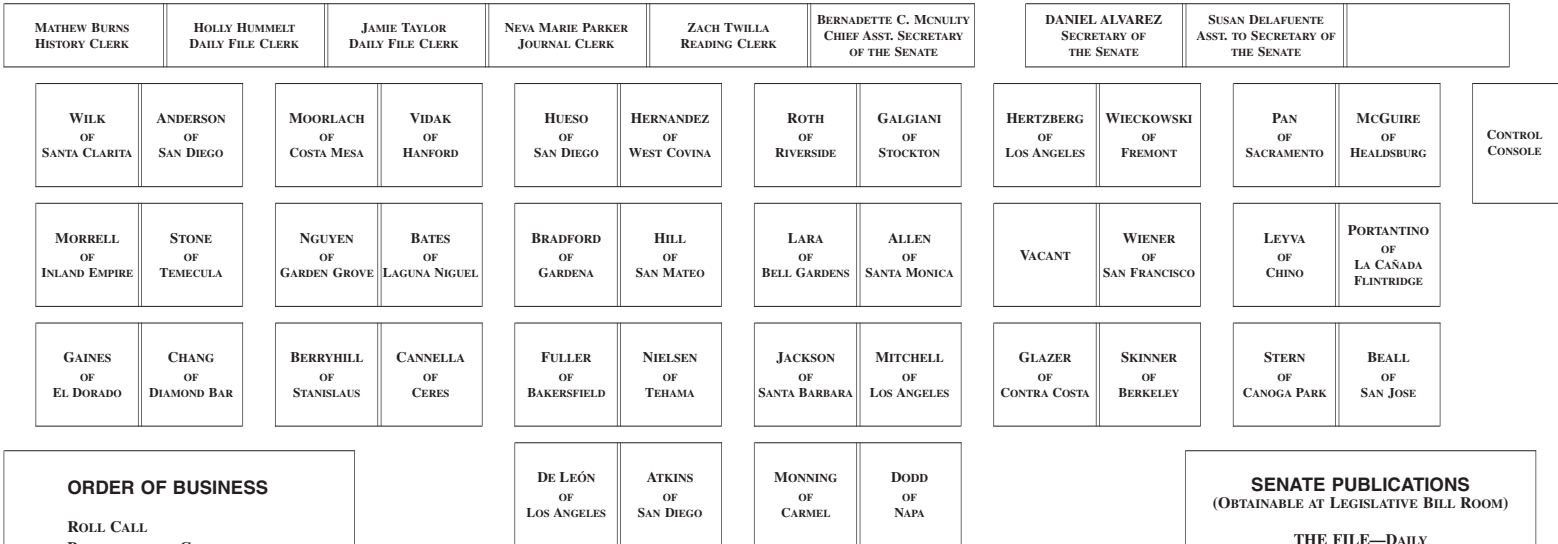 MATHEW BURNS
HISTORY CLERK
HOLLY HUMMELT
DAILY FILE CLERK
JAMIE TAYLOR
DAILY FILE CLERK
NEVA MARIE PARKER
JOURNAL CLERK
ZACH TWILLA
READING CLERK
BERNADETTE C. MCNULTY
CHIEF ASST. SECRETARY
OF THE SENATE
DANIEL ALVAREZ
SECRETARY OF
THE SENATE
SUSAN DELAFUENTE
ASST. TO SECRETARY OF
THE SENATE
WILK
OF
SANTA CLARITA
ANDERSON
OF
SAN DIEGO
MOORLACH
OF
COSTA MESA
VIDAK
OF
HANFORD
HUESO
OF
SAN DIEGO
HERNANDEZ
OF
WEST COVINA
ROTH
OF
RIVERSIDE
GALGIANI
OF
STOCKTON
HERTZBERG
OF
LOS ANGELES
WIECKOWSKI
OF
FREMONT
PAN
OF
SACRAMENTO
MCGUIRE
OF
HEALDSBURG
CONTROL
CONSOLE
MORRELL
OF
INLAND EMPIRE
STONE
OF
TEMECULA
NGUYEN
OF
GARDEN GROVE
BATES
OF
LAGUNA NIGUEL
BRADFORD
OF
GARDENA
HILL
OF
SAN MATEO
LARA
OF
BELL GARDENS
ALLEN
OF
SANTA MONICA
VACANT
WIENER
OF
SAN FRANCISCO
LEYVA
OF
CHINO
PORTANTINO
OF
LA CAÑADA
FLINTRIDGE
GAINES
OF
EL DORADO
CHANG
OF
DIAMOND BAR
BERRYHILL
OF
STANISLAUS
CANNELLA
OF
CERES
FULLER
OF
BAKERSFIELD
NIELSEN
OF
TEHAMA
JACKSON
OF
SANTA BARBARA
MITCHELL
OF
LOS ANGELES
GLAZER
OF
CONTRA COSTA
SKINNER
OF
BERKELEY
STERN
OF
CANOGA PARK
BEALL
OF
SAN JOSE
DE LEÓN
OF
LOS ANGELES
ATKINS
OF
SAN DIEGO
MONNING
OF
CARMEL
DODD
OF
NAPA
ORDER OF BUSINESS
ROLL CALL
SENATE PUBLICATIONS
(OBTAINABLE AT LEGISLATIVE BILL ROOM)
THE FILE—DAILY